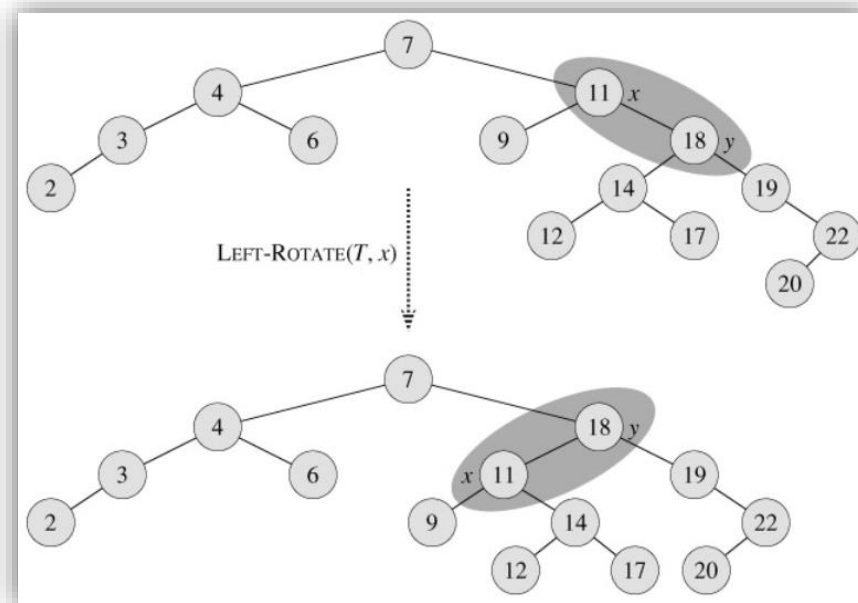 7
4 11 x
3 6 9 18 y
2 14 19
12 17 22
LEFT-ROTATE(T, x)
20
7
4 18 y
3 6 x 11 19
2 9 14 22
12 17 20